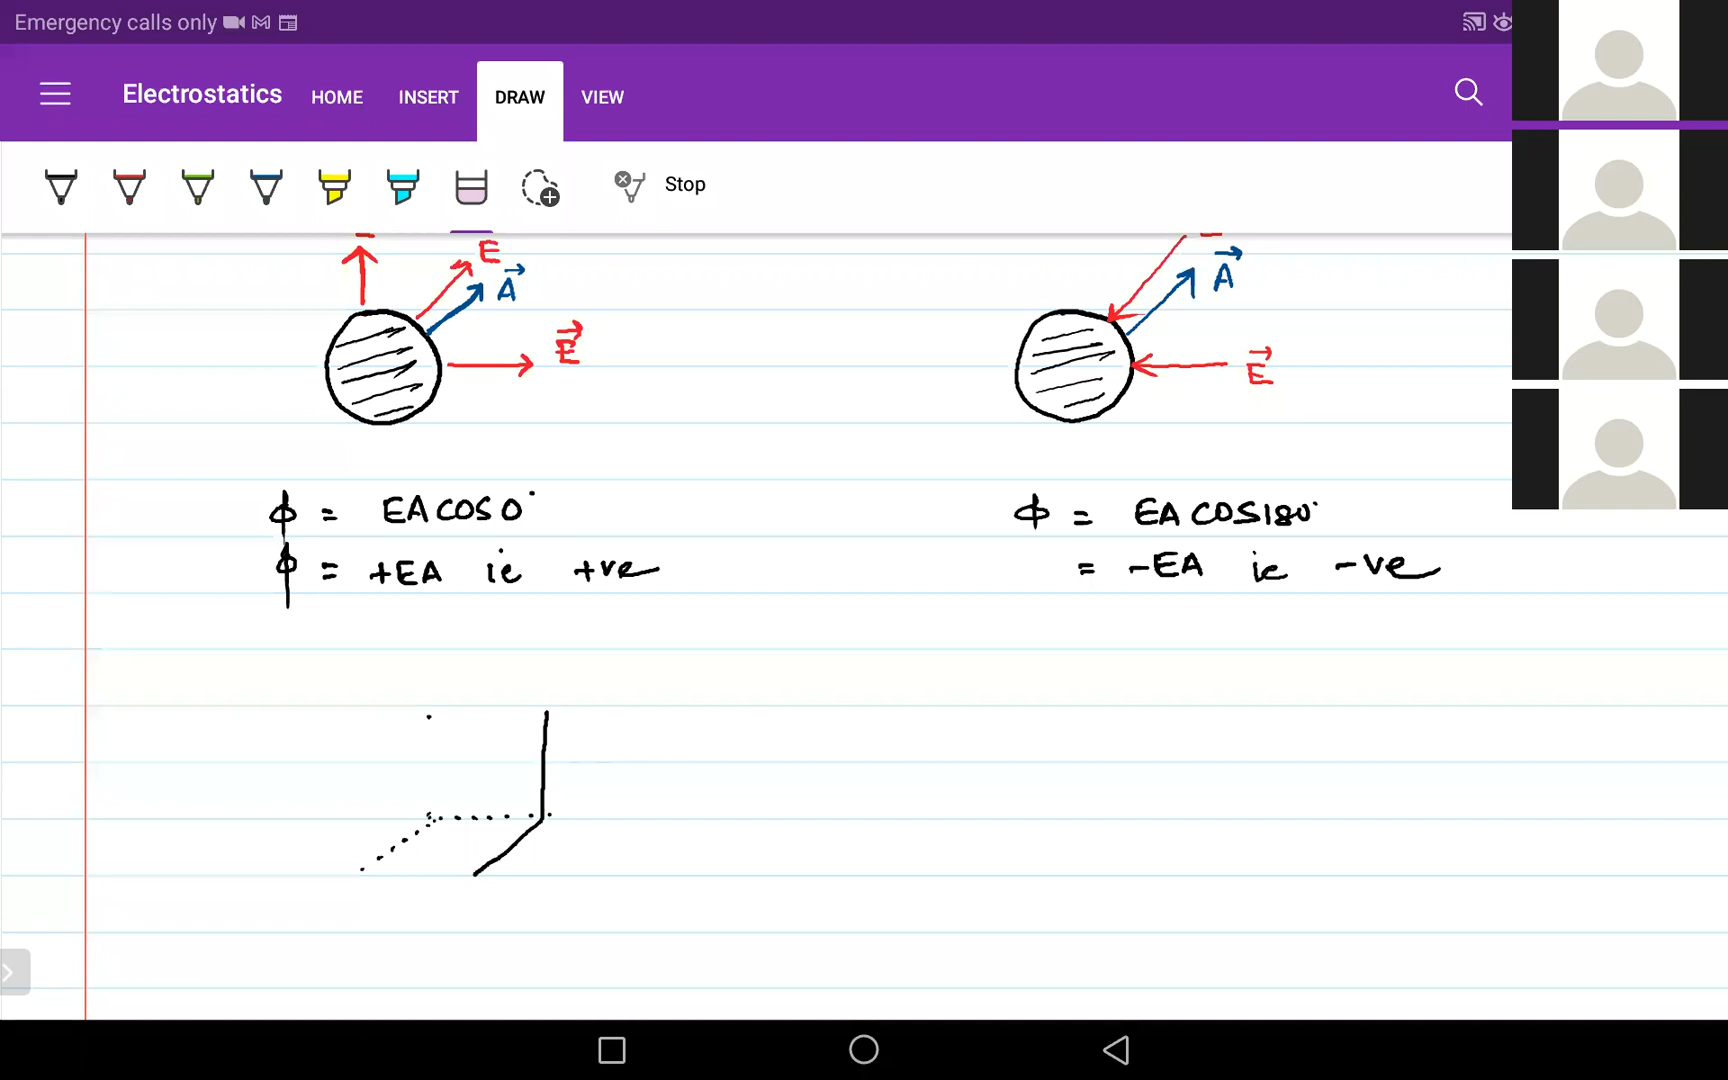 Emergency calls only
Electrostatics HOME INSERT DRAW VIEW
Stop
E
A
E
A
E
ϕ = EA COS 0° ϕ = EA COS180°
ϕ = +EA ie +ve = -EA ie -ve